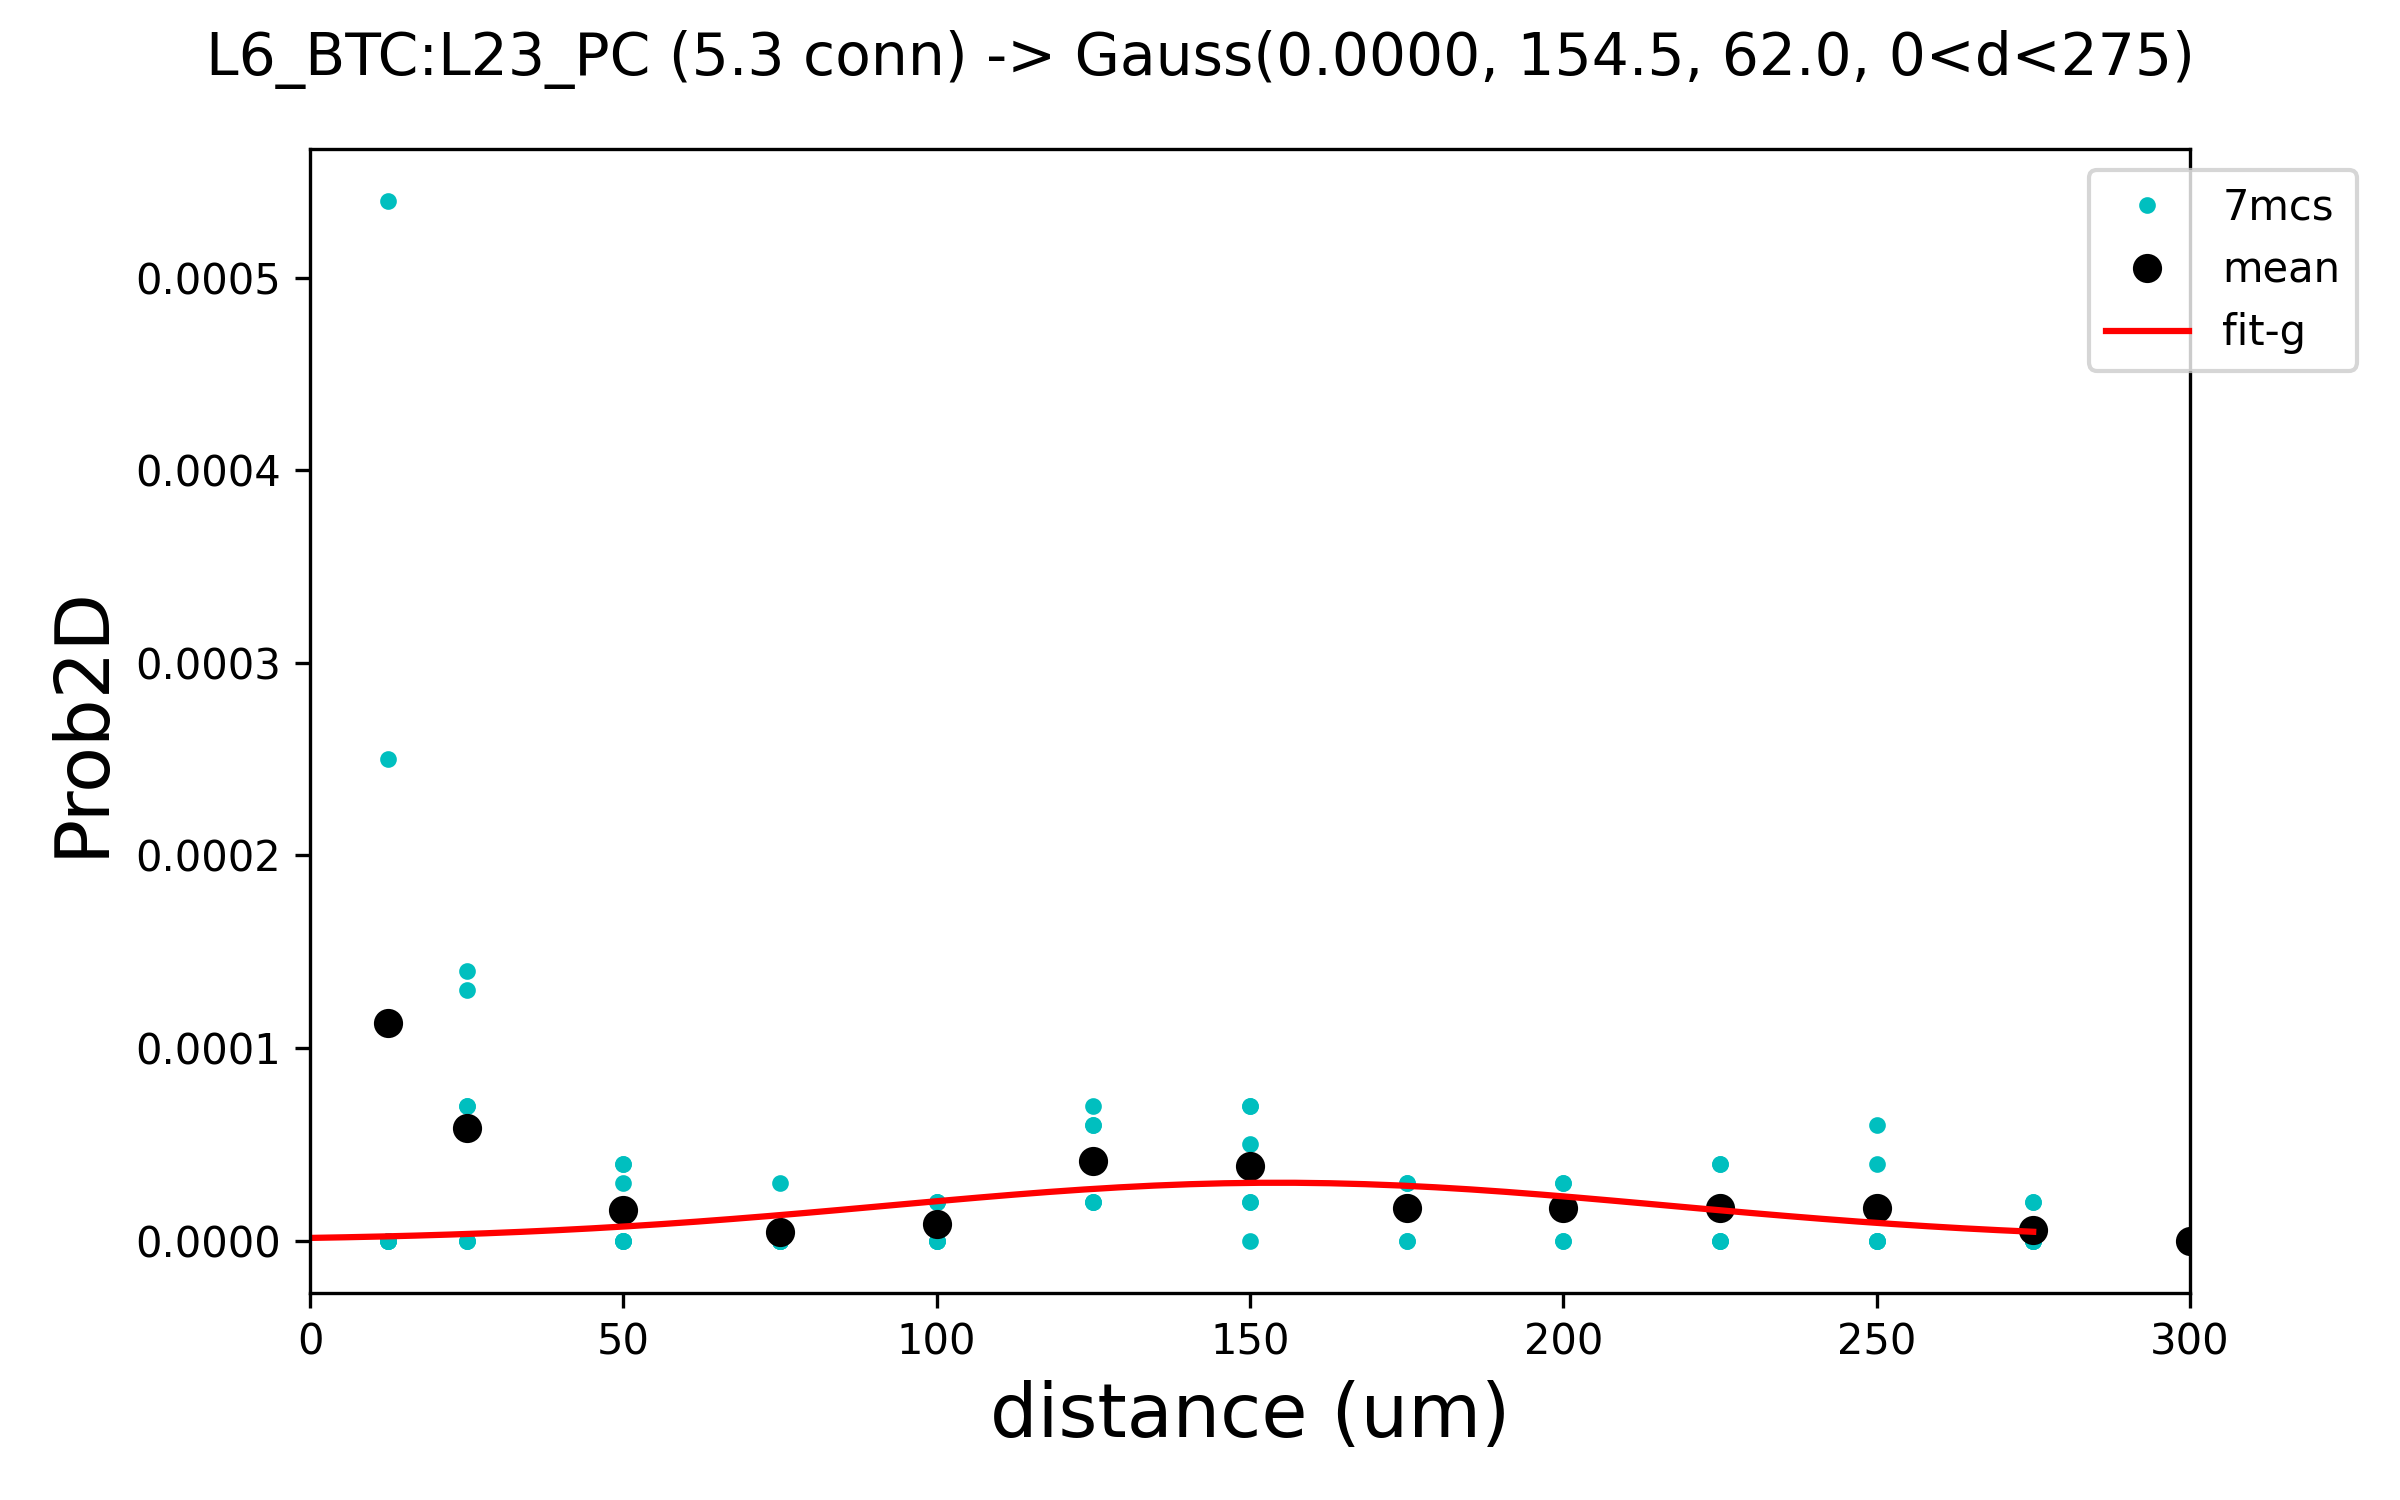 L6_BTC:L23_PC (5.3 conn) -> Gauss(0.0000, 154.5, 62.0, 0<d<275)
7mcs
mean
fit-g
Prob2D
0.0005
0.0004
0.0003
0.0002
0.0001
0.0000
0 50 100 150 200 250 300
distance (um)